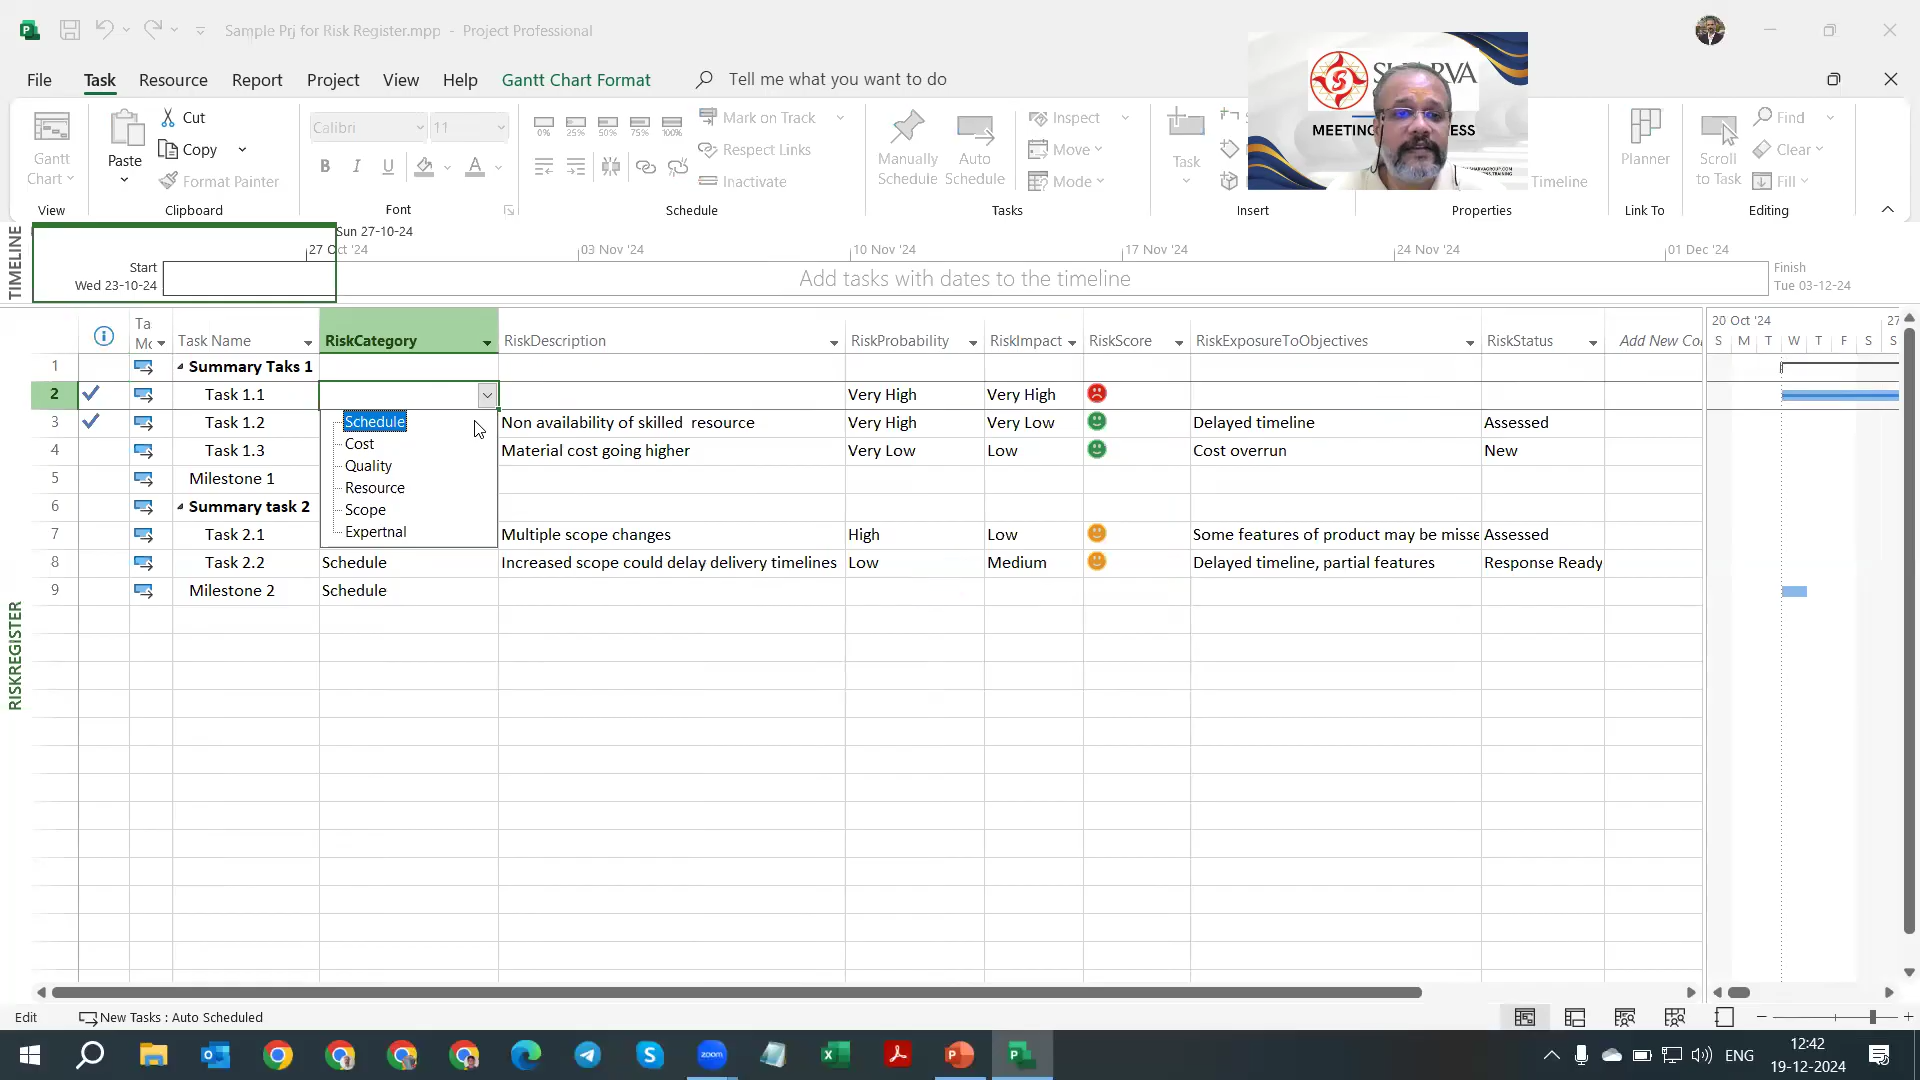 Sample Prj for Risk Register.mpp - Project Professional
File Task Resource Report Project View Help Gantt Chart Format Tell me what you want to do
Gantt Chart
View
Paste
Cut
Copy
Format Painter
Clipboard
Calibri 11
B I U A
Font
0% 25% 50% 75% 100%
Mark on Track
Respect Links
Inactivate
Schedule
Manually Schedule
Auto Schedule
Inspect
Move
Mode
Tasks
Task
Insert
MEETING
Timeline
Properties
Planner
Link To
Scroll to Task
Find
Clear
Fill
Editing
TIMELINE
Sun 27-10-24
27 Oct '24 03 Nov '24 10 Nov '24 17 Nov '24 24 Nov '24 01 Dec '24
Start
Wed 23-10-24
Add tasks with dates to the timeline
Finish
Tue 03-12-24
RISKREGISTER
Ta Mc Task Name RiskCategory RiskDescription RiskProbability RiskImpact RiskScore RiskExposureToObjectives RiskStatus Add New Co
20 Oct '24 27
S M T W T F S S
1 Summary Taks 1
2 Task 1.1 Very High Very High
3 Task 1.2 Non availability of skilled resource Very High Very Low Delayed timeline Assessed
4 Task 1.3 Material cost going higher Very Low Low Cost overrun New
5 Milestone 1
6 Summary task 2
7 Task 2.1 Multiple scope changes High Low Some features of product may be misse Assessed
8 Task 2.2 Schedule Increased scope could delay delivery timelines Low Medium Delayed timeline, partial features Response Ready
9 Milestone 2 Schedule
Schedule
Cost
Quality
Resource
Scope
Expertnal
Edit New Tasks : Auto Scheduled
zoom
ENG
12:42
19-12-2024